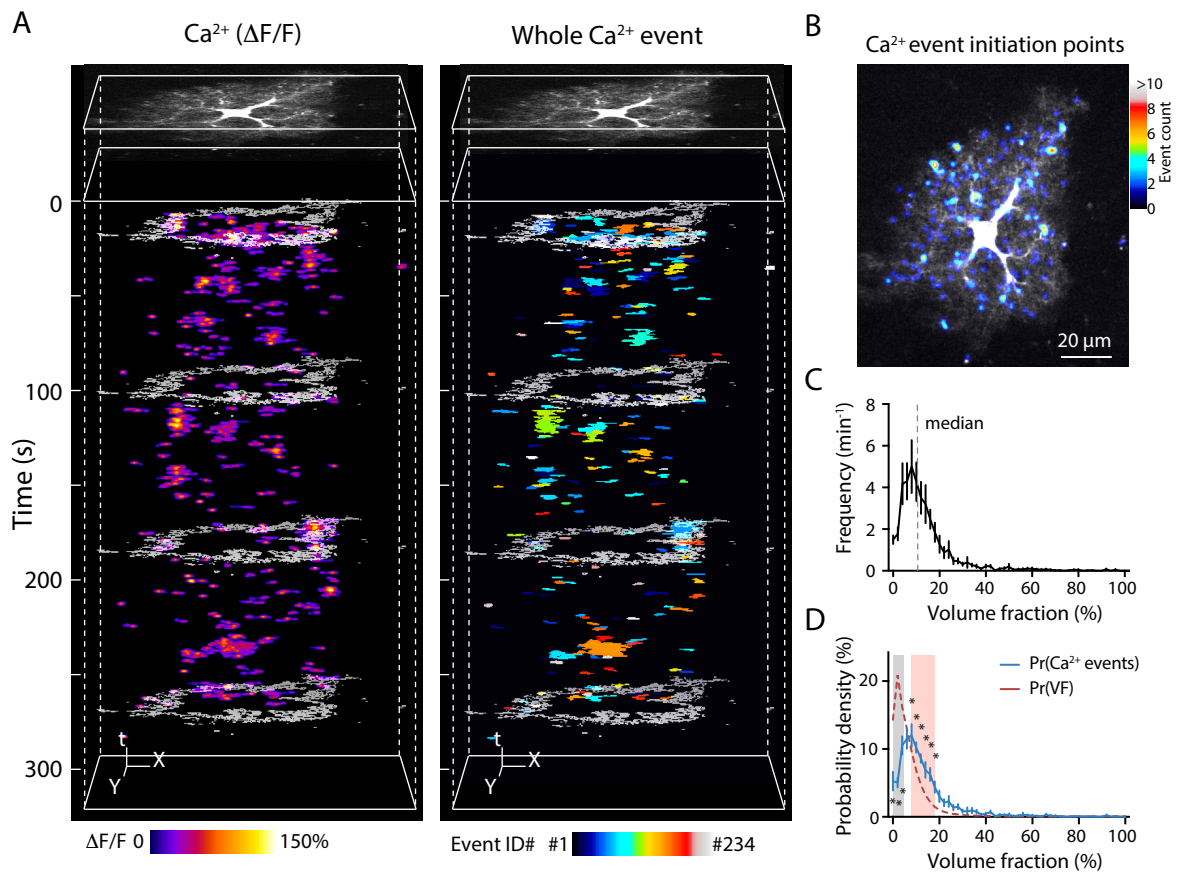 A
Ca²⁺ (ΔF/F)
Whole Ca²⁺ event
0
100
200
300
Time (s)
t
X
Y
t
X
Y
ΔF/F 0 150%
Event ID# #1 #234
B
Ca²⁺ event initiation points
>10
8
6
4
2
0
Event count
20 µm
C
8
6
4
2
0
Frequency (min⁻¹)
median
0 20 40 60 80 100
Volume fraction (%)
D
20
10
0
Probability density (%)
Pr(Ca²⁺ events)
Pr(VF)
* * * * * *
* * *
0 20 40 60 80 100
Volume fraction (%)